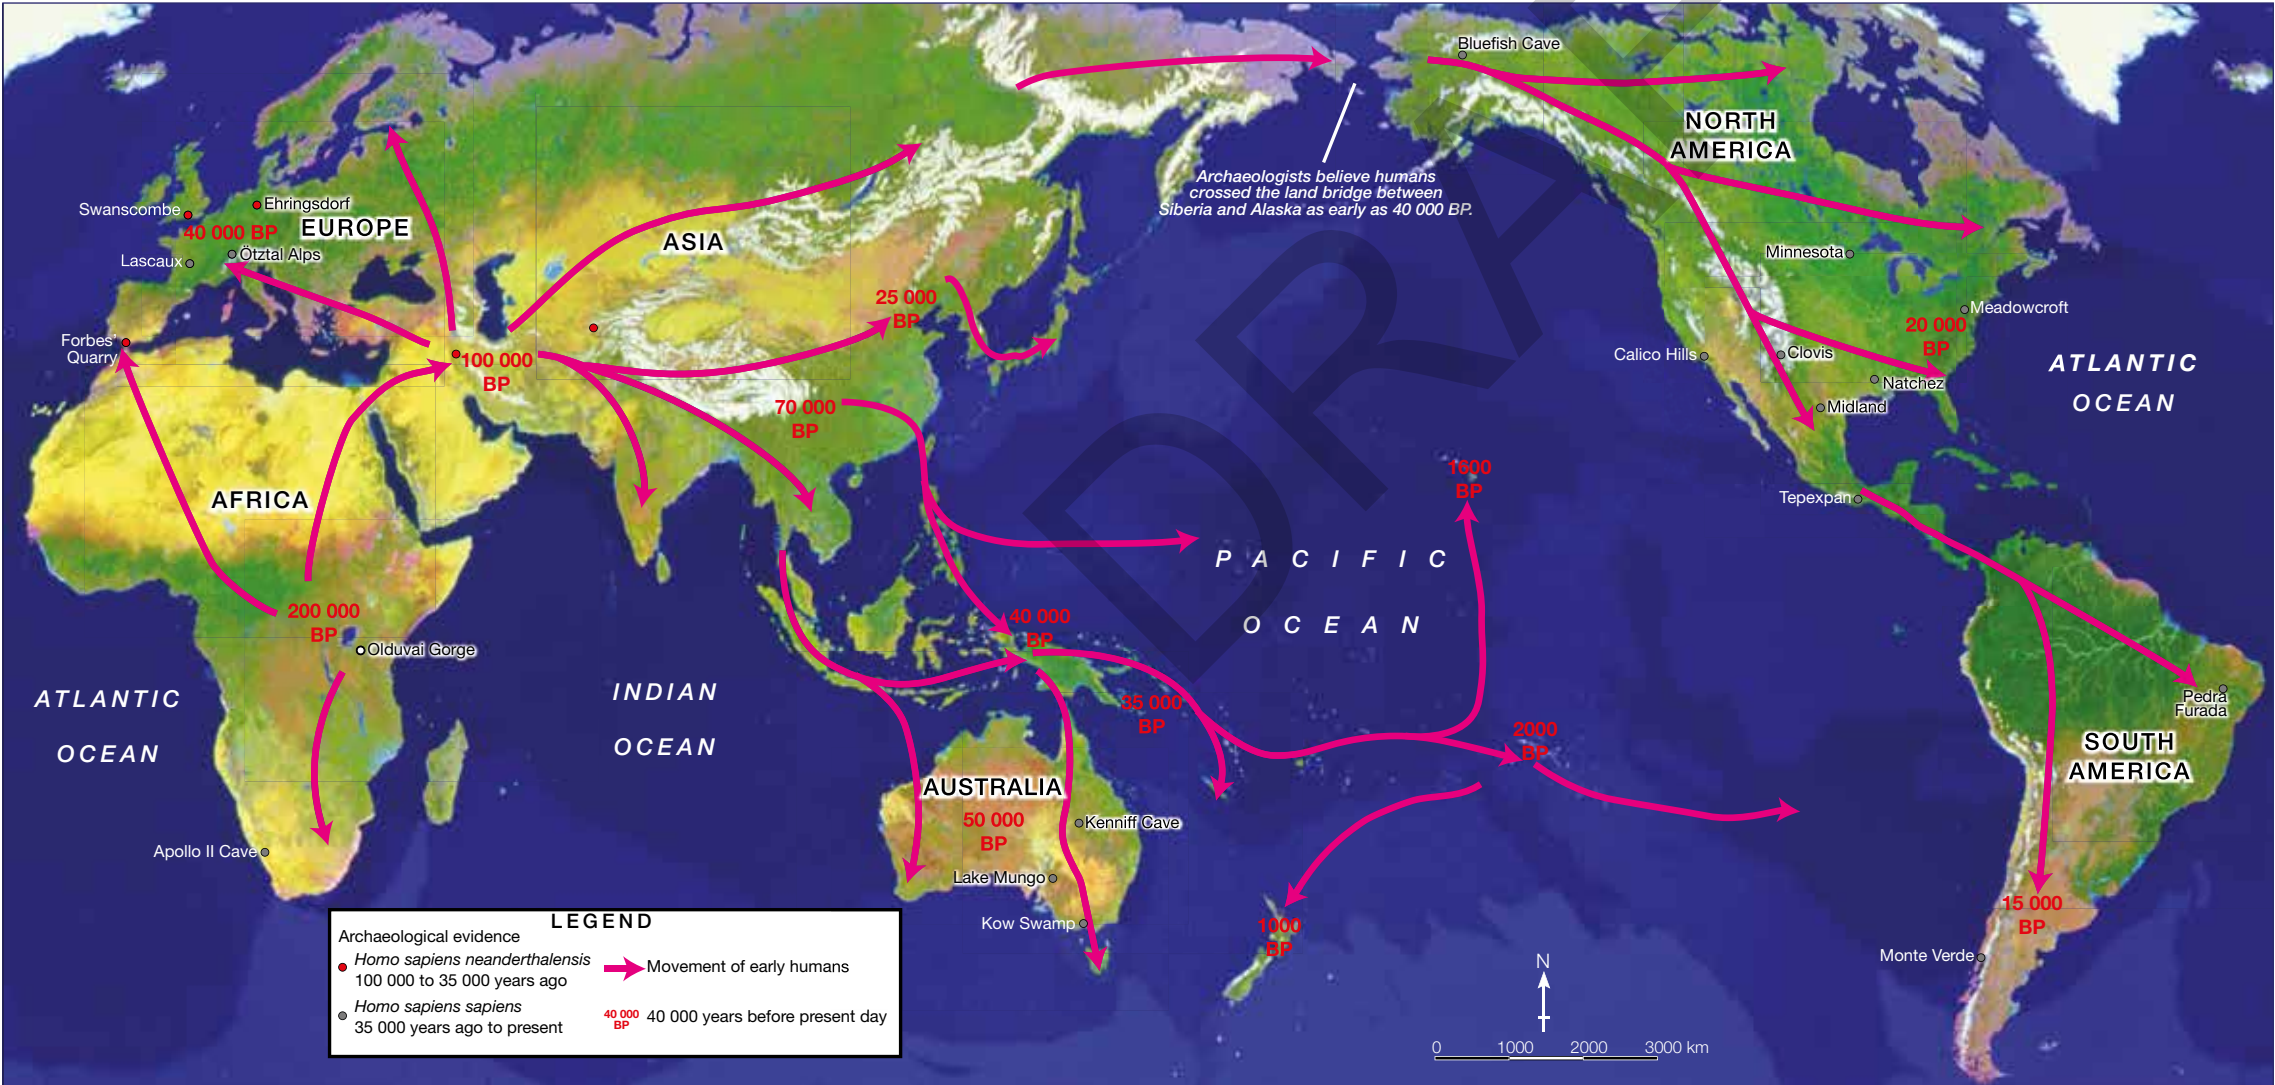 Bluefish Cave
NORTH
AMERICA
Archaeologists believe humans
crossed the land bridge between
Siberia and Alaska as early as 40 000 BP.
Swanscombe
Ehringsdorf
40 000
BP
EUROPE
ASIA
Lascaux
Ötztal Alps
Minnesota
25 000
BP
Meadowcroft
20 000
BP
Forbes'
Quarry
100 000
BP
Calico Hills
Clovis
ATLANTIC
OCEAN
Natchez
Midland
70 000
BP
1600
BP
AFRICA
Tepexpan
PACIFIC
OCEAN
200 000
BP
Olduvai Gorge
40 000
BP
ATLANTIC
OCEAN
INDIAN
OCEAN
35 000
BP
Pedra
Furada
2000
BP
SOUTH
AMERICA
AUSTRALIA
50 000
BP
Kenniff Cave
Apollo II Cave
Lake Mungo
Kow Swamp
1000
BP
15 000
BP
Monte Verde
LEGEND
Archaeological evidence
Homo sapiens neanderthalensis
100 000 to 35 000 years ago
Homo sapiens sapiens
35 000 years ago to present
Movement of early humans
40 000
BP
40 000 years before present day
N
0 1000 2000 3000 km